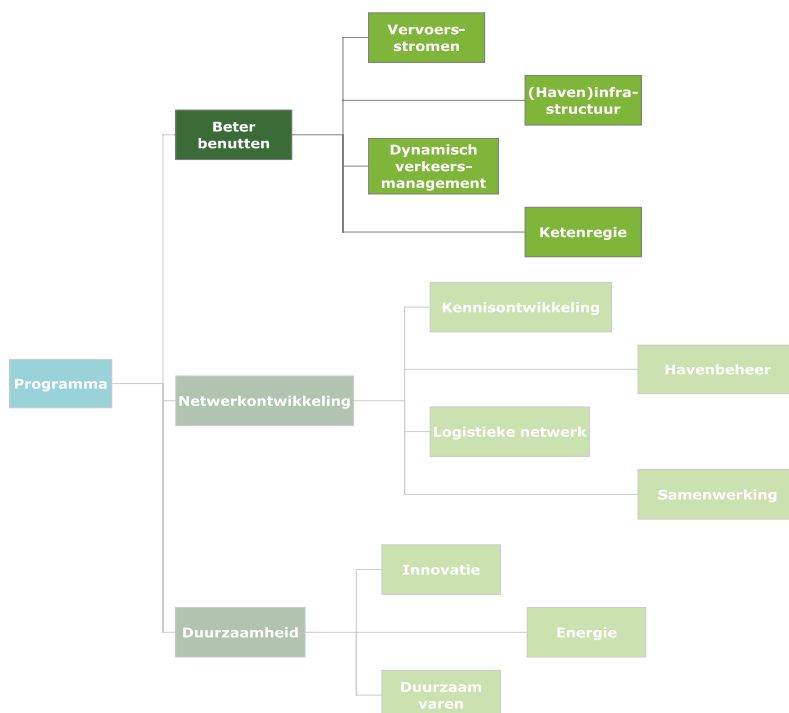 Vervoers-
stromen
(Haven)infra-
structuur
Beter
benutten
Dynamisch
verkeers-
management
Ketenregie
Kennisontwikkeling
Havenbeheer
Programma
Netwerkontwikkeling
Logistieke netwerk
Samenwerking
Innovatie
Duurzaamheid
Energie
Duurzaam
varen